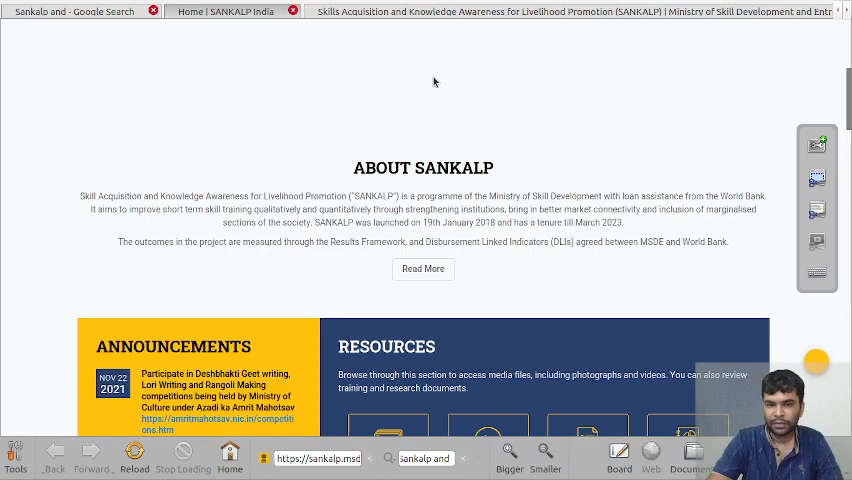 Sankalp and - Google Search
Home | SANKALP India
Skills Acquisition and Knowledge Awareness for Livelihood Promotion (SANKALP) | Ministry of Skill Development and Entr
ABOUT SANKALP
Skill Acquisition and Knowledge Awareness for Livelihood Promotion ("SANKALP") is a programme of the Ministry of Skill Development with loan assistance from the World Bank.
It aims to improve short term skill training qualitatively and quantitatively through strengthening institutions, bring in better market connectivity and inclusion of marginalised
sections of the society. SANKALP was launched on 19th January 2018 and has a tenure till March 2023.
The outcomes in the project are measured through the Results Framework, and Disbursement Linked Indicators (DLIs) agreed between MSDE and World Bank.
Read More
ANNOUNCEMENTS
NOV 22
2021
Participate in Deshbhakti Geet writing,
Lori Writing and Rangoli Making
competitions being held by Ministry of
Culture under Azadi ka Amrit Mahotsav
https://amritmahotsav.nic.in/competiti
ons.htm
RESOURCES
Browse through this section to access media files, including photographs and videos. You can also review
training and research documents.
Tools
Back
Forward
Reload
Stop Loading
Home
https://sankalp.msd
Sankalp and
Bigger
Smaller
Board
Web
Document